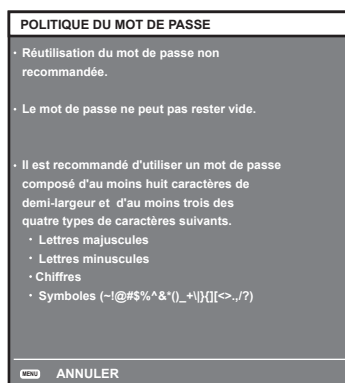 POLITIQUE DU MOT DE PASSE
· Réutilisation du mot de passe non
recommandée.
· Le mot de passe ne peut pas rester vide.
· Il est recommandé d'utiliser un mot de passe
composé d'au moins huit caractères de
demi-largeur et d'au moins trois des
quatre types de caractères suivants.
· Lettres majuscules
· Lettres minuscules
· Chiffres
· Symboles (~!@#$%^&*()_+\|}{][<>.,/?)
MENU ANNULER